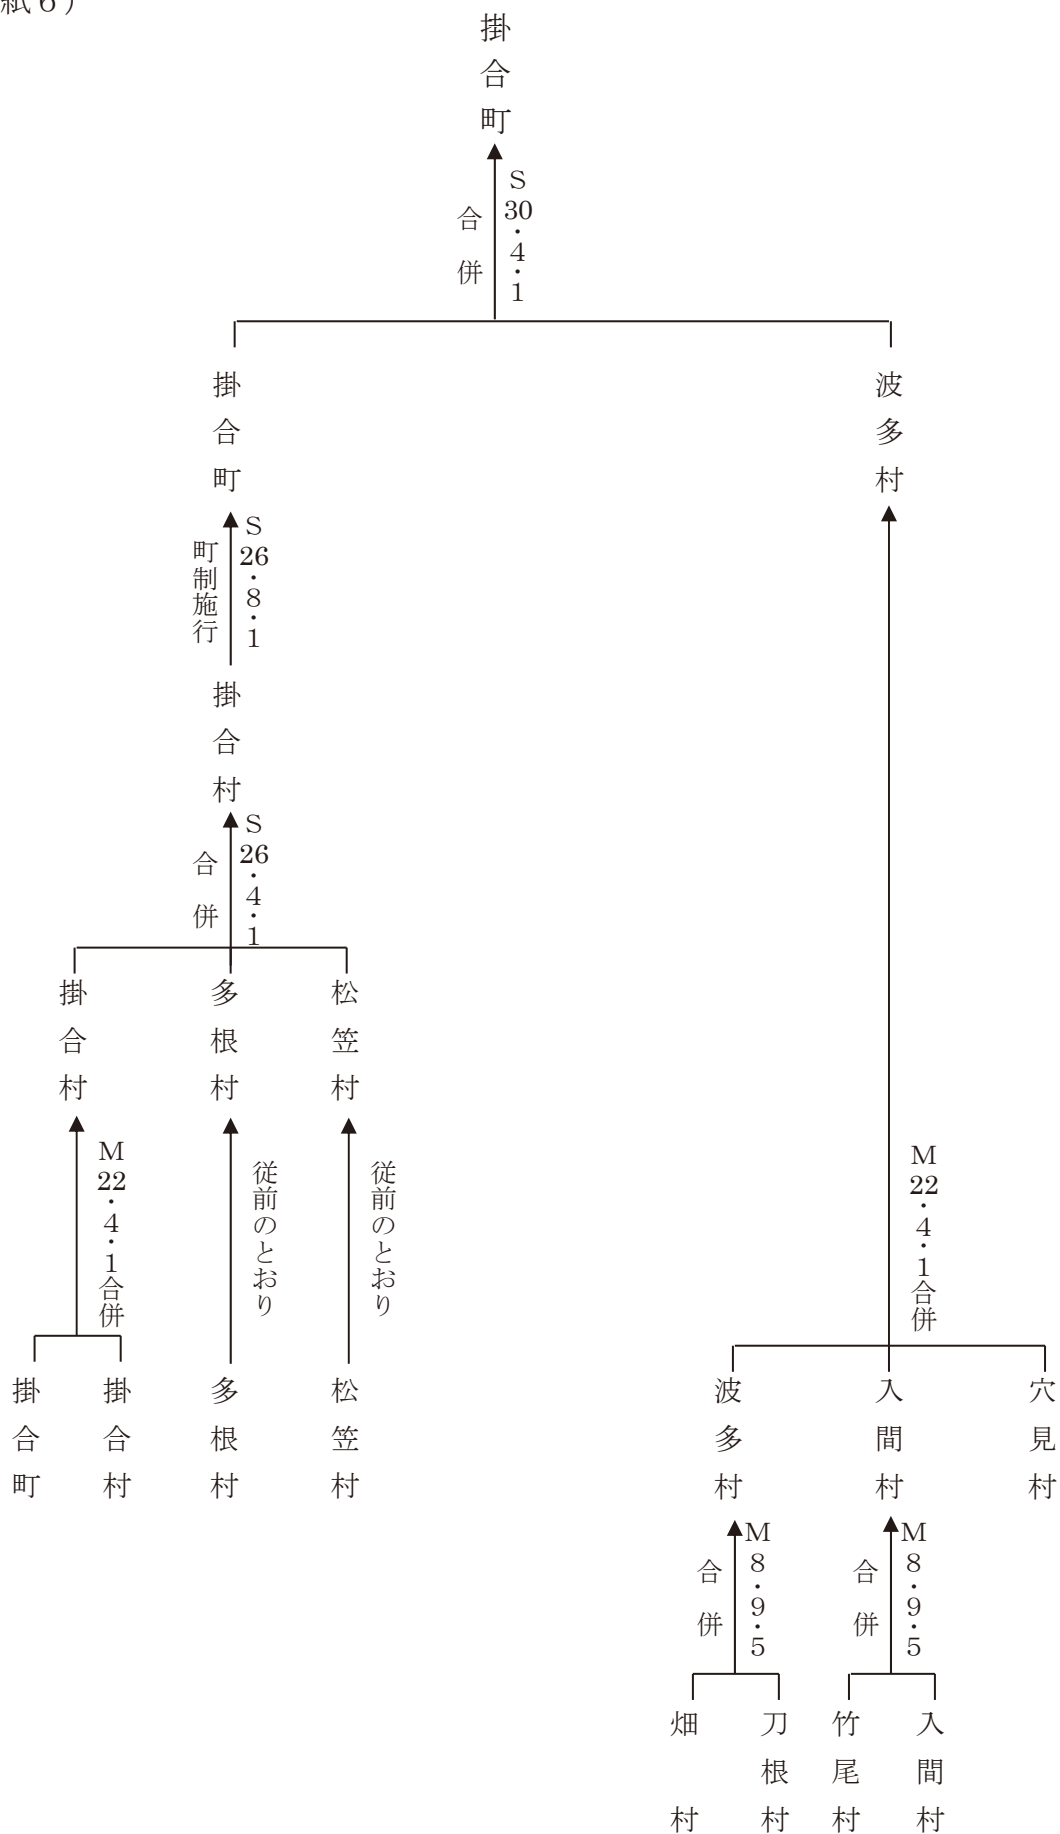 紙６）
掛合町
合併
S30・4・1
掛合町
波多村
町制施行
S26・8・1
掛合村
合併
S26・4・1
掛合村
多根村
松笠村
M22・4・1合併
従前のとおり
従前のとおり
M22・4・1合併
掛合町
掛合村
多根村
松笠村
波多村
入間村
穴見村
合併
M8・9・5
合併
M8・9・5
畑村
刀根村
竹尾村
入間村